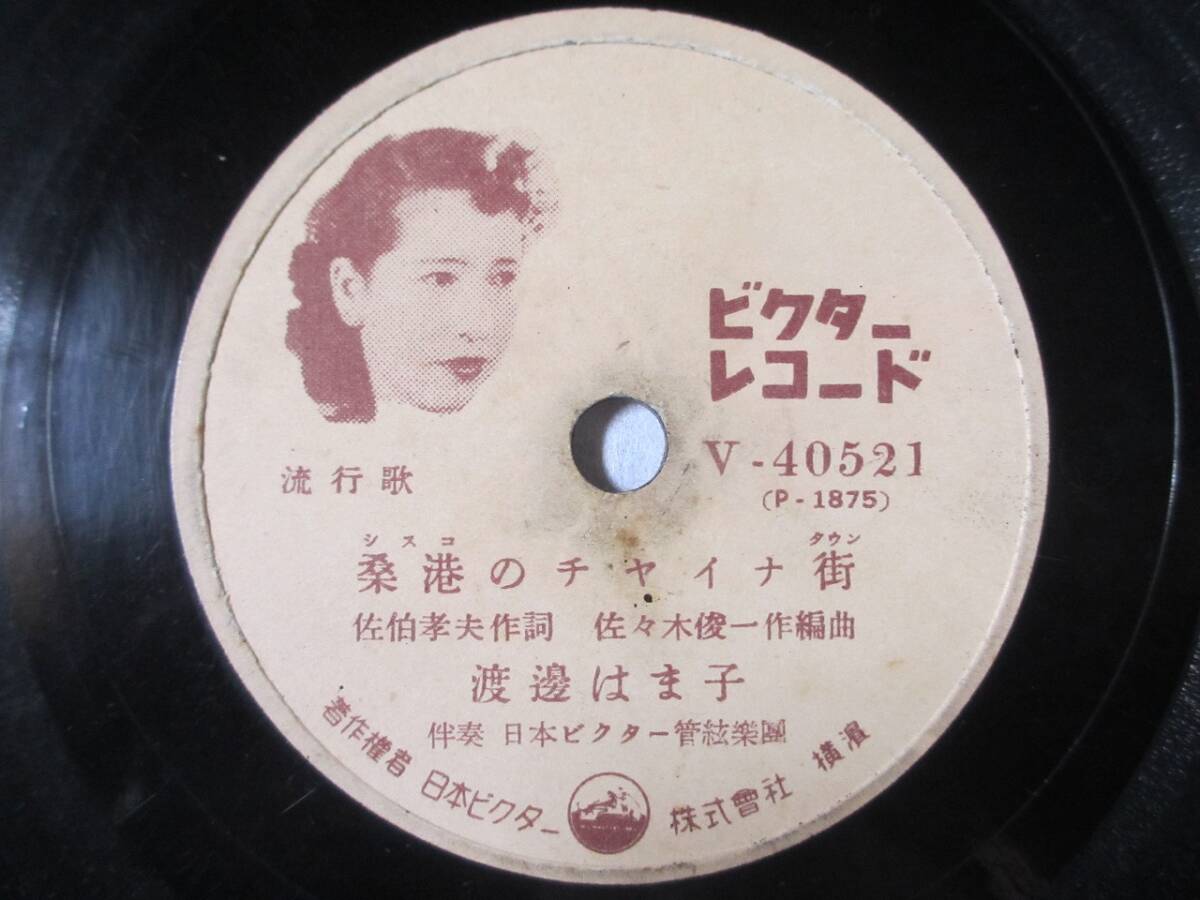 ビクター
レコード
V-40521
(P-1875)
流行歌
シスコ タウン
桑港のチャイナ街
佐伯孝夫作詞 佐々木俊一作編曲
渡邊はま子
伴奏 日本ビクター管絃樂團
著作權者 日本ビクター 株式會社 横濱